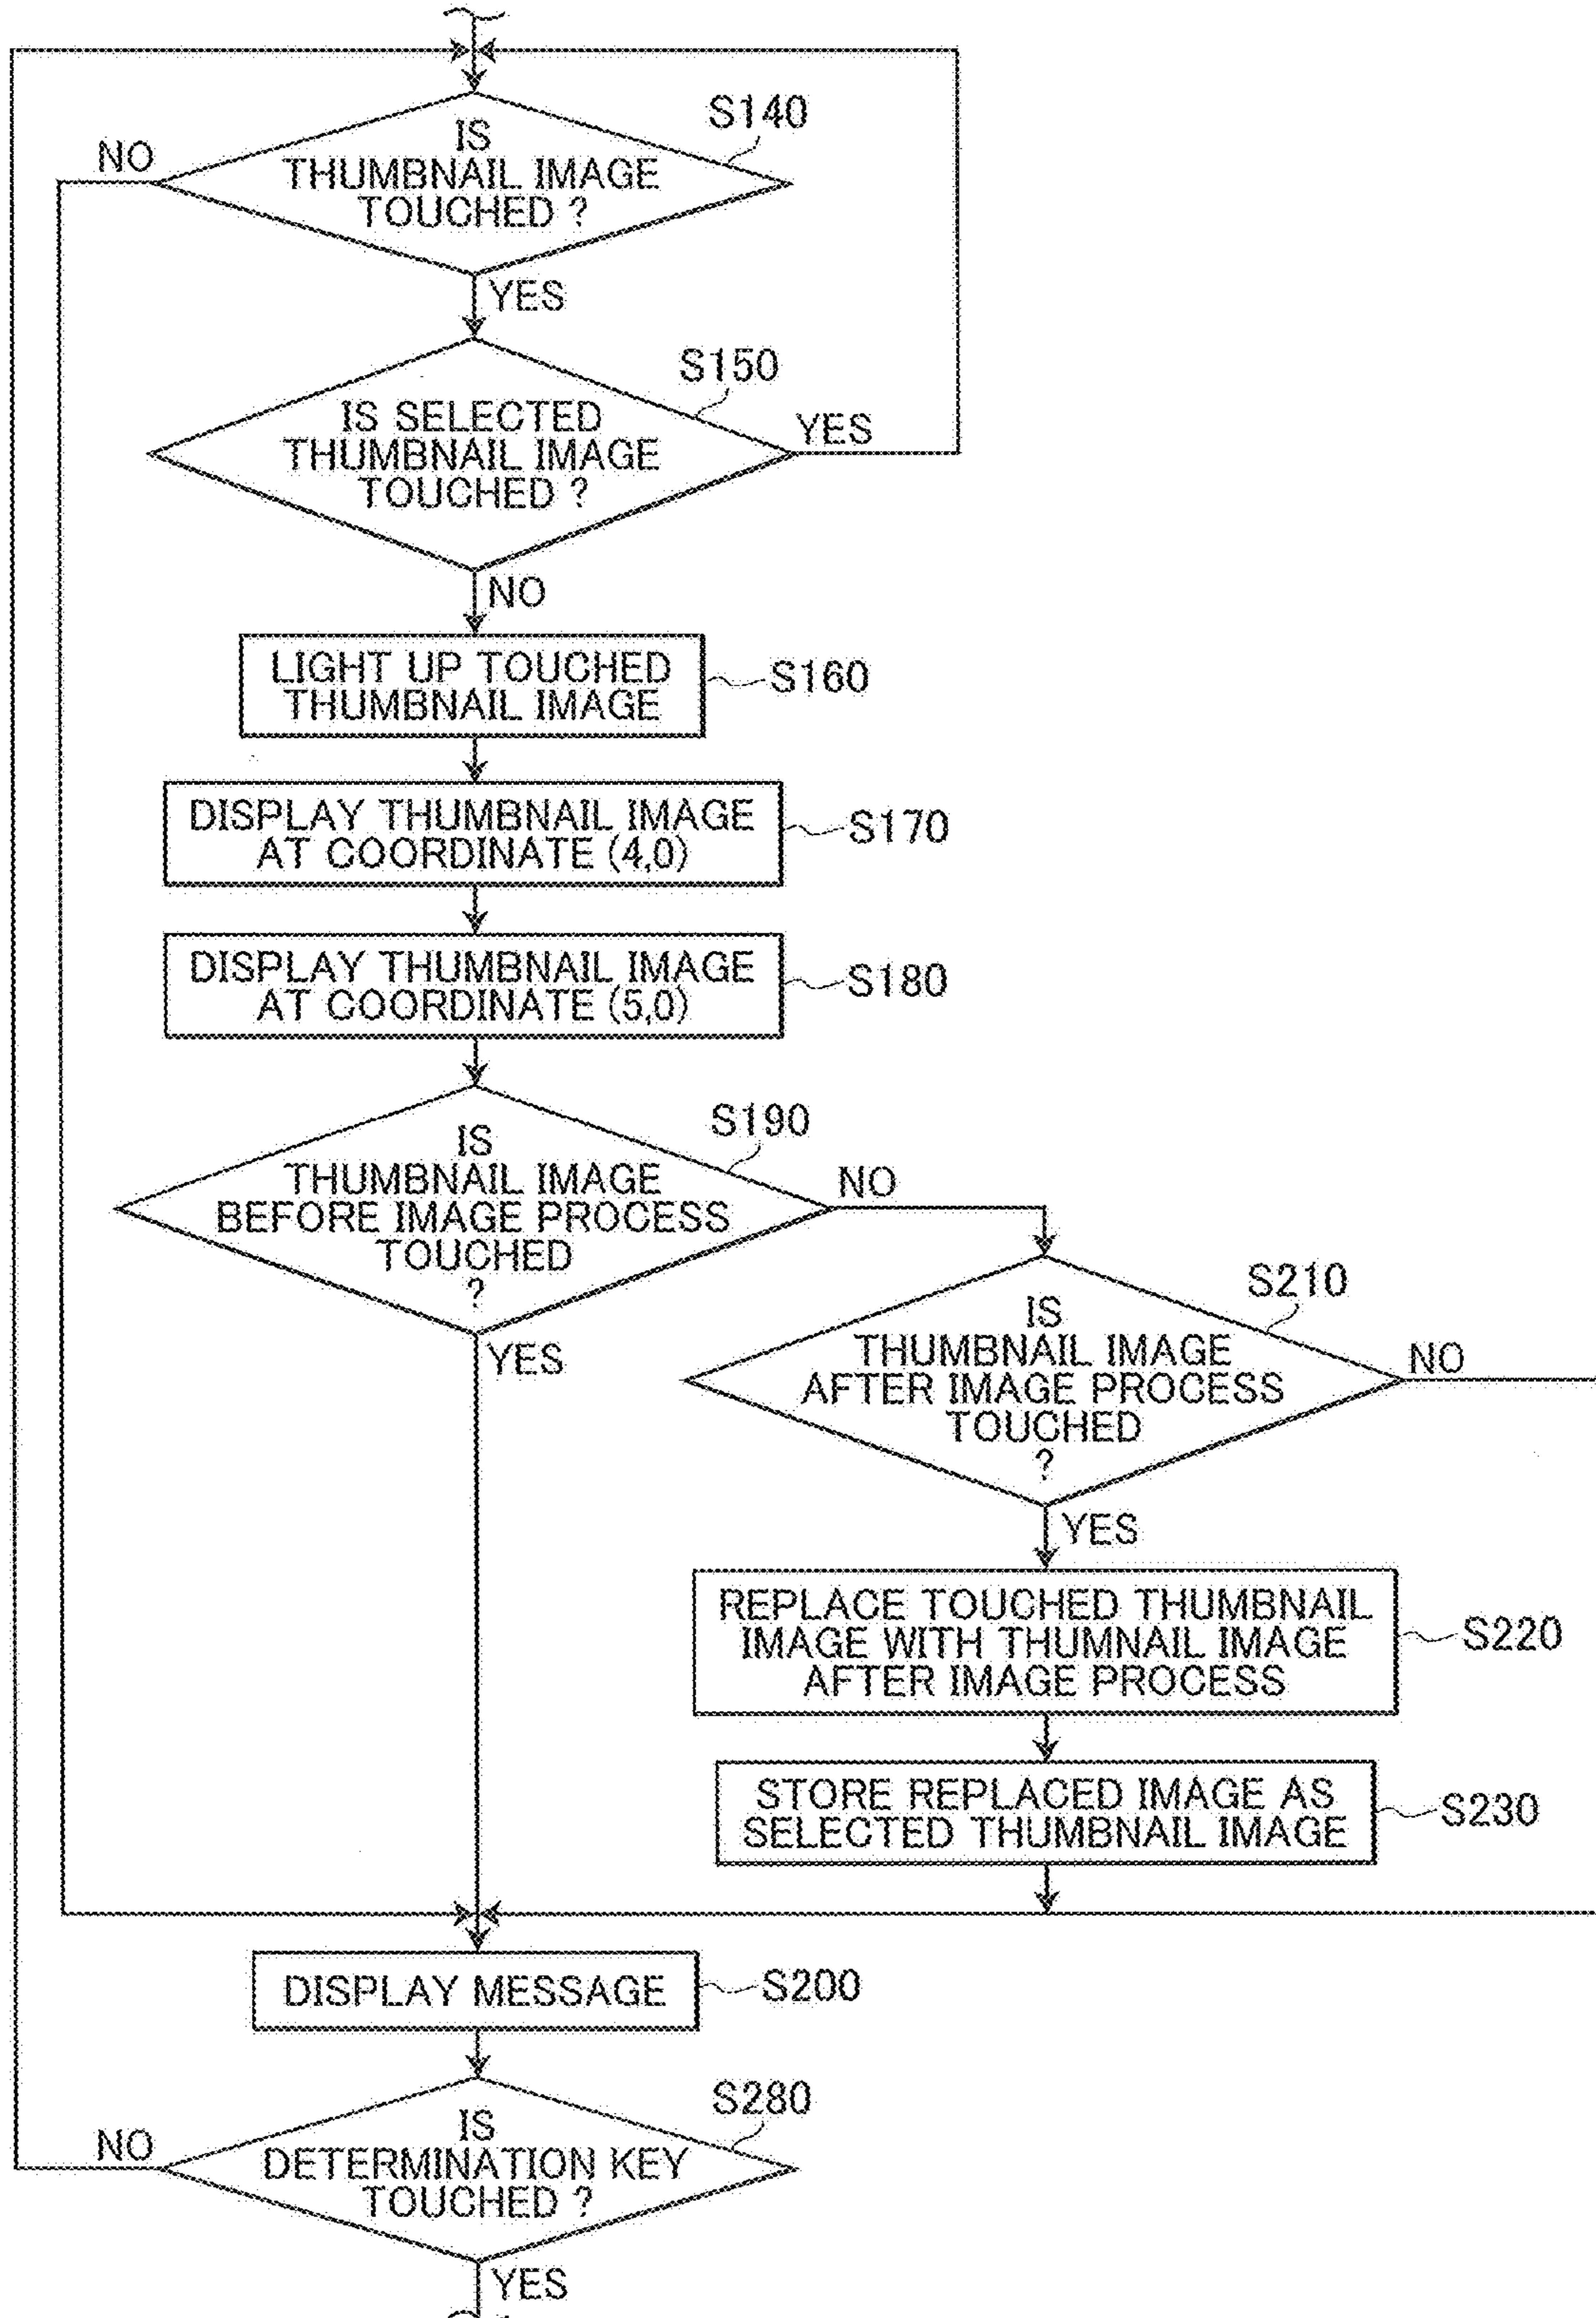 S140
NO
IS
THUMBNAIL IMAGE
TOUCHED ?
YES
S150
IS SELECTED
THUMBNAIL IMAGE
TOUCHED ?
YES
NO
LIGHT UP TOUCHED
THUMBNAIL IMAGE
S160
DISPLAY THUMBNAIL IMAGE
AT COORDINATE (4,0)
S170
DISPLAY THUMBNAIL IMAGE
AT COORDINATE (5,0)
S180
S190
IS
THUMBNAIL IMAGE
BEFORE IMAGE PROCESS
TOUCHED
?
NO
YES
S210
IS
THUMBNAIL IMAGE
AFTER IMAGE PROCESS
TOUCHED
?
NO
YES
REPLACE TOUCHED THUMBNAIL
IMAGE WITH THUMNAIL IMAGE
AFTER IMAGE PROCESS
S220
STORE REPLACED IMAGE AS
SELECTED THUMBNAIL IMAGE
S230
DISPLAY MESSAGE
S200
S280
NO
IS
DETERMINATION KEY
TOUCHED ?
YES